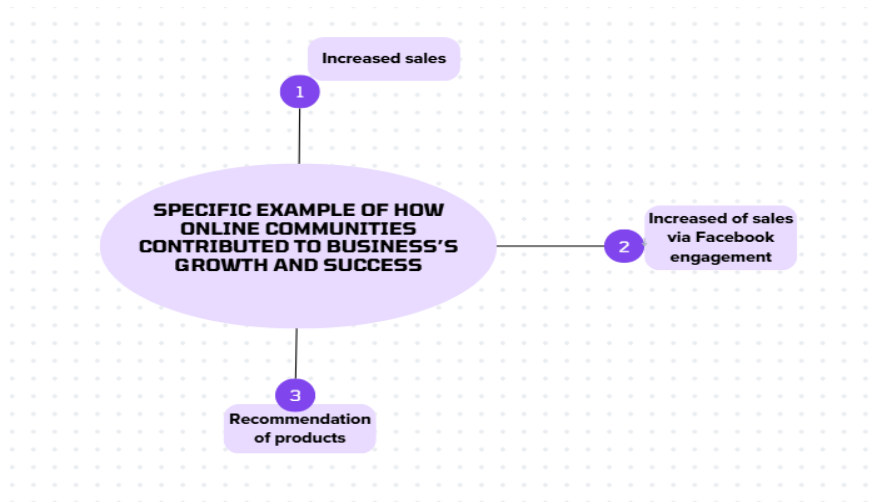 Increased sales
1
SPECIFIC EXAMPLE OF HOW
ONLINE COMMUNITIES
CONTRIBUTED TO BUSINESS'S
GROWTH AND SUCCESS
2
Increased of sales
via Facebook
engagement
3
Recommendation
of products